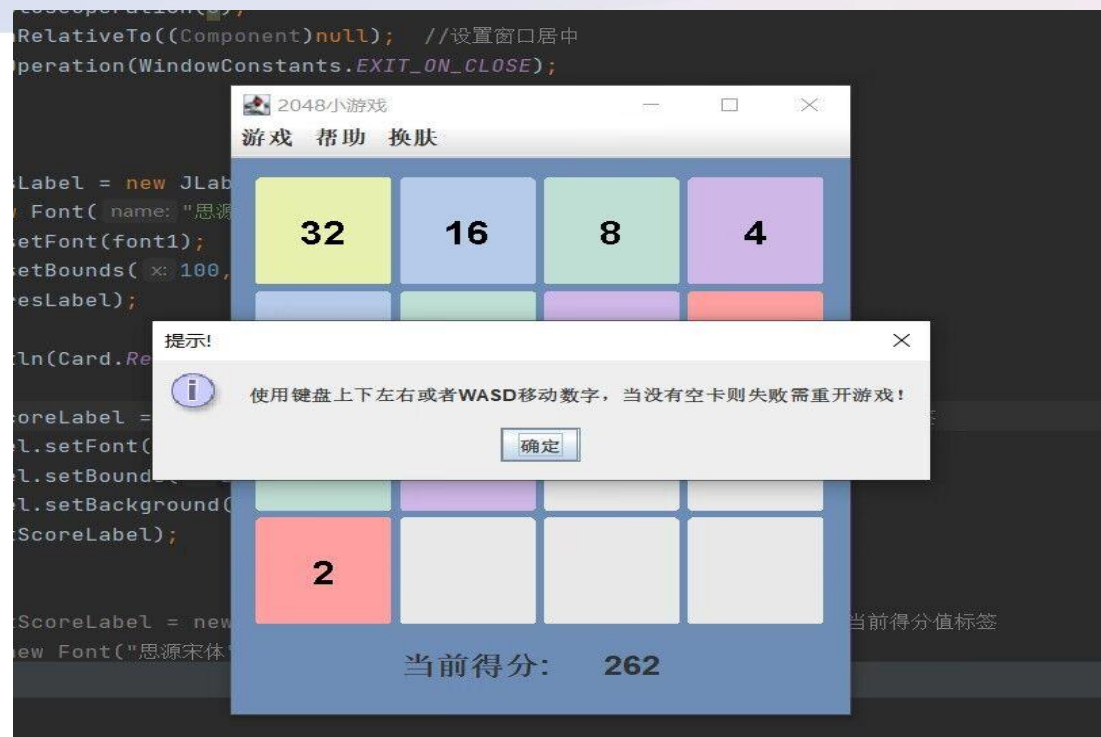 RelativeTo((Component)null);  //设置窗口居中
peration(WindowConstants.EXIT_ON_CLOSE);
2048小游戏
游戏 帮助 换肤
Label = new JLab
Font( name: "思源
32 16 8 4
setFont(font1);
setBounds( x: 100,
esLabel);
提示!
ln(Card.Re
使用键盘上下左右或者WASD移动数字，当没有空卡则失败需重开游戏!
oreLabel =
l.setFont(
确定
l.setBound
l.setBackground(
ScoreLabel);
2
ScoreLabel = new
当前得分值标签
ew Font("思源宋体"
当前得分: 262